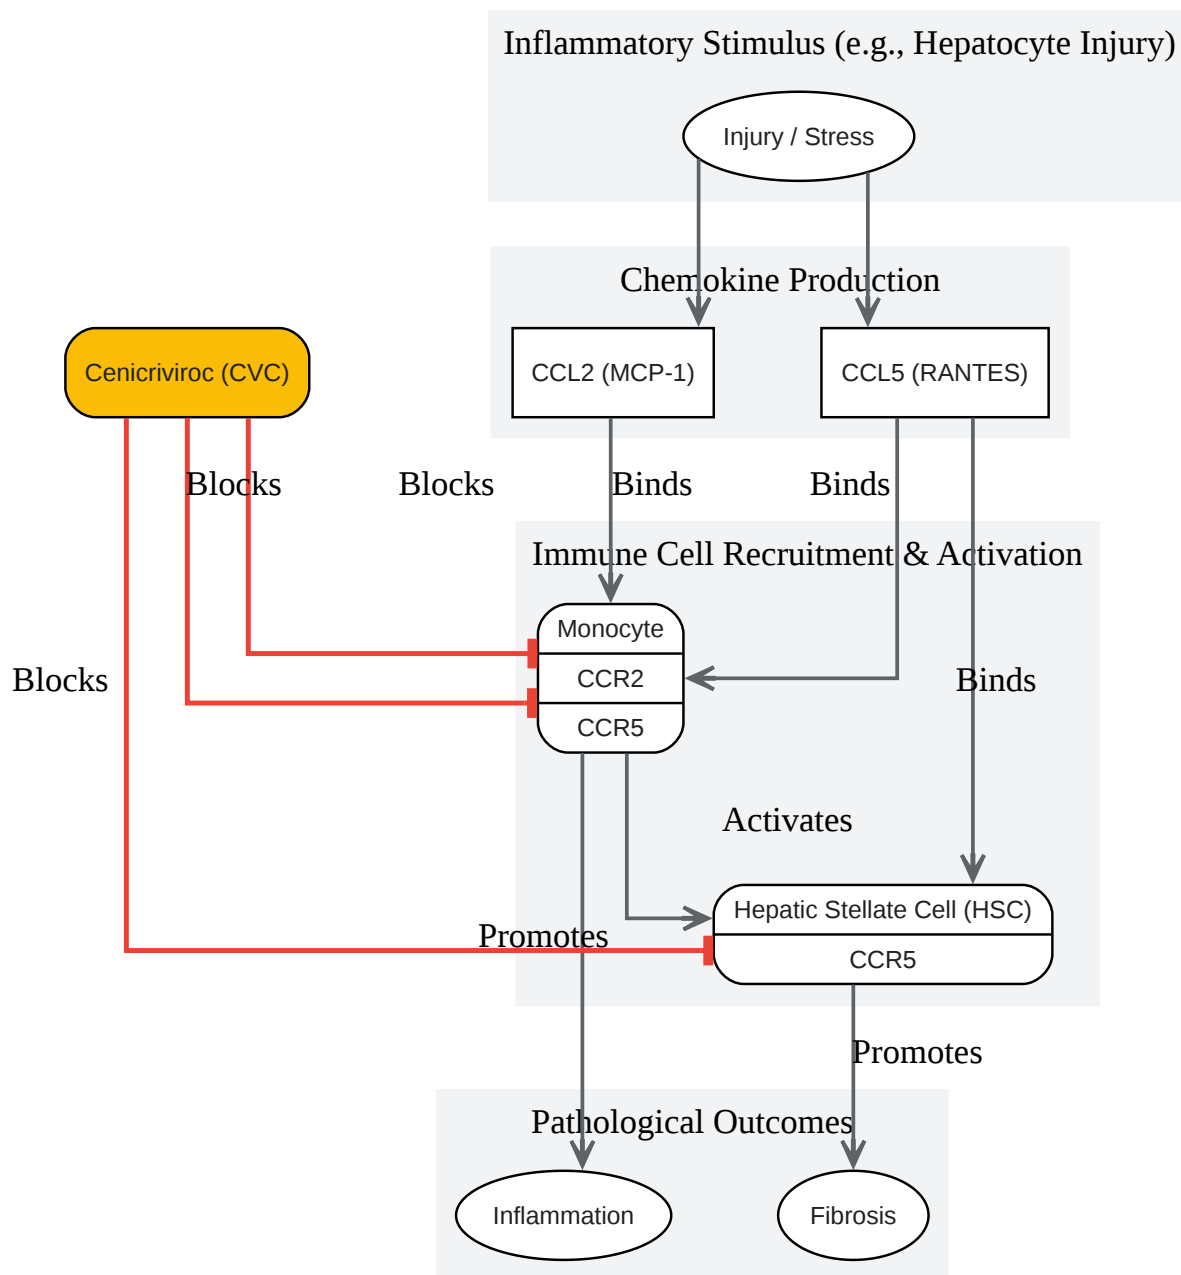 Inflammatory Stimulus (e.g., Hepatocyte Injury)
Injury / Stress
Chemokine Production
Cenicriviroc (CVC)
CCL2 (MCP-1)
CCL5 (RANTES)
Blocks
Blocks
Binds
Binds
Immune Cell Recruitment & Activation
Monocyte
CCR2
CCR5
Blocks
Binds
Activates
Hepatic Stellate Cell (HSC)
CCR5
Promotes
Promotes
Pathological Outcomes
Inflammation
Fibrosis